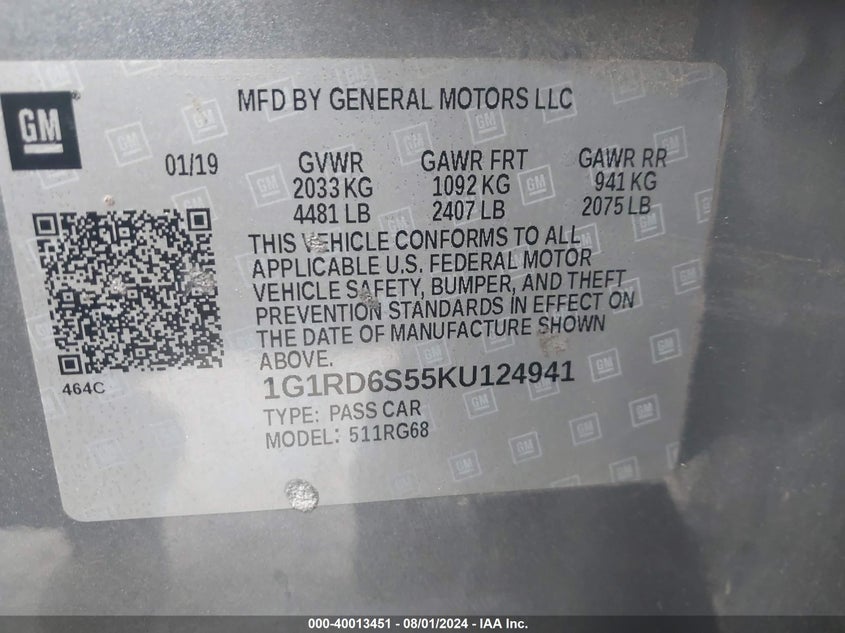 MFD BY GENERAL MOTORS LLC
GM
01/19 GVWR GAWR FRT GAWR RR
2033 KG 1092 KG 941 KG
4481 LB 2407 LB 2075 LB
THIS VEHICLE CONFORMS TO ALL
APPLICABLE U.S. FEDERAL MOTOR
VEHICLE SAFETY, BUMPER, AND THEFT
PREVENTION STANDARDS IN EFFECT ON
THE DATE OF MANUFACTURE SHOWN
ABOVE.
464C
1G1RD6S55KU124941
TYPE: PASS CAR
MODEL: 511RG68
000-40013451 - 08/01/2024 - IAA Inc.